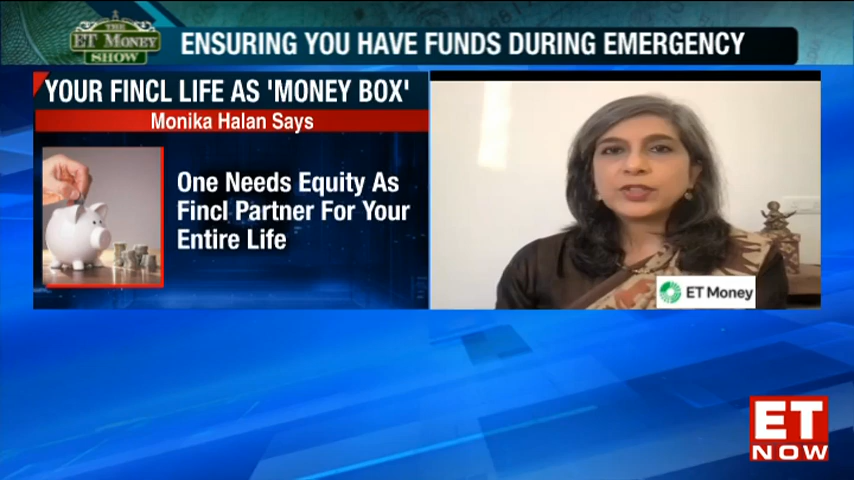 THE
ET MONEY
SHOW
ENSURING YOU HAVE FUNDS DURING EMERGENCY
YOUR FINCL LIFE AS 'MONEY BOX'
Monika Halan Says
One Needs Equity As
Fincl Partner For Your
Entire Life
ET Money
ET
NOW